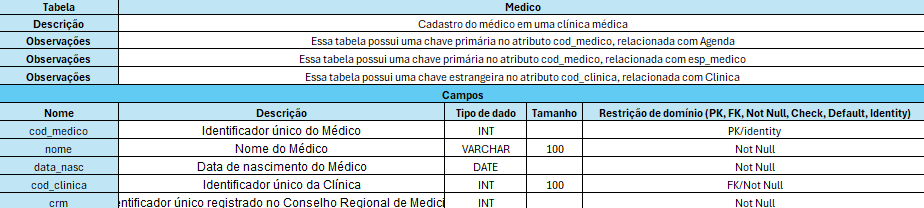 Tabela Medico
Descrição Cadastro do médico em uma clínica médica
Observações Essa tabela possui uma chave primária no atributo cod_medico, relacionada com Agenda
Observações Essa tabela possui uma chave primária no atributo cod_medico, relacionada com esp_medico
Observações Essa tabela possui uma chave estrangeira no atributo cod_clinica, relacionada com Clinica
Campos
Nome Descrição Tipo de dado Tamanho Restrição de domínio (PK, FK, Not Null, Check, Default, Identity)
cod_medico Identificador único do Médico INT PK/identity
nome Nome do Médico VARCHAR 100 Not Null
data_nasc Data de nascimento do Médico DATE Not Null
cod_clinica Identificador único da Clínica INT 100 FK/Not Null
crm entificador único registrado no Conselho Regional de Medici INT Not Null